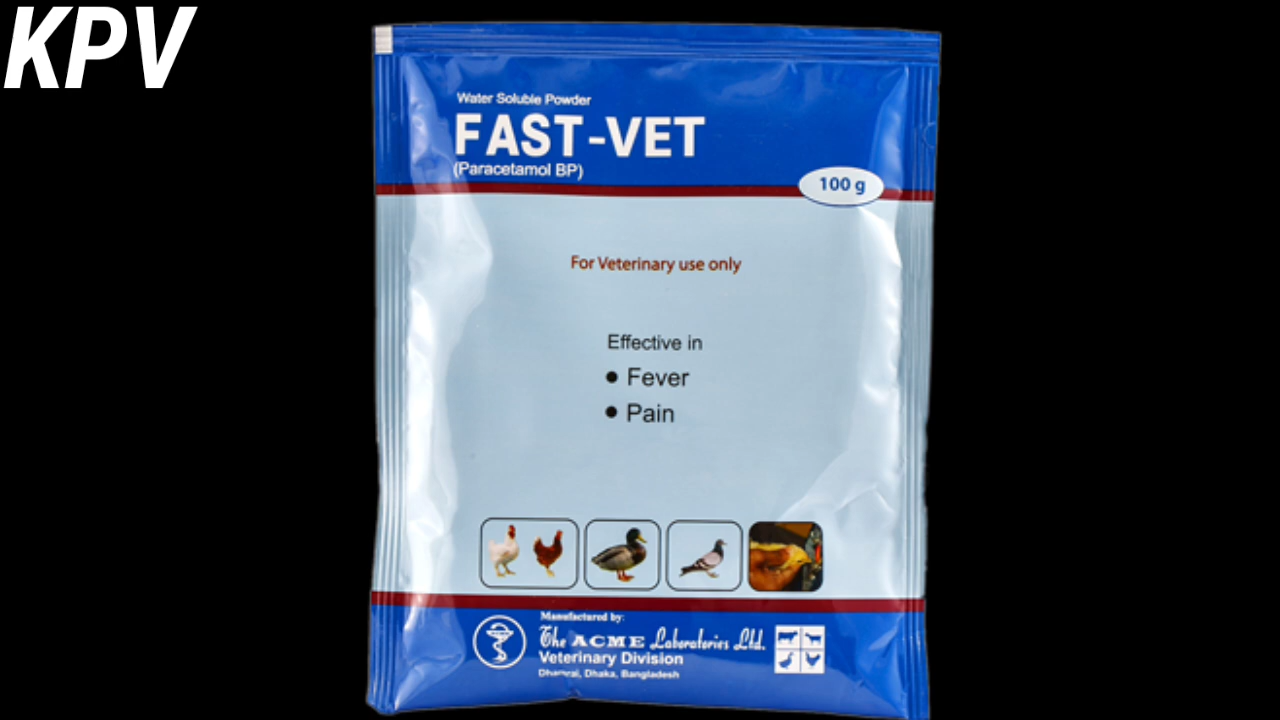 KPV
Water Soluble Powder
FAST-VET
(Paracetamol BP)
100 g
For Veterinary use only
Effective in
• Fever
• Pain
Manufactured by:
The ACME Laboratories Ltd.
Veterinary Division
Dhamrai, Dhaka, Bangladesh